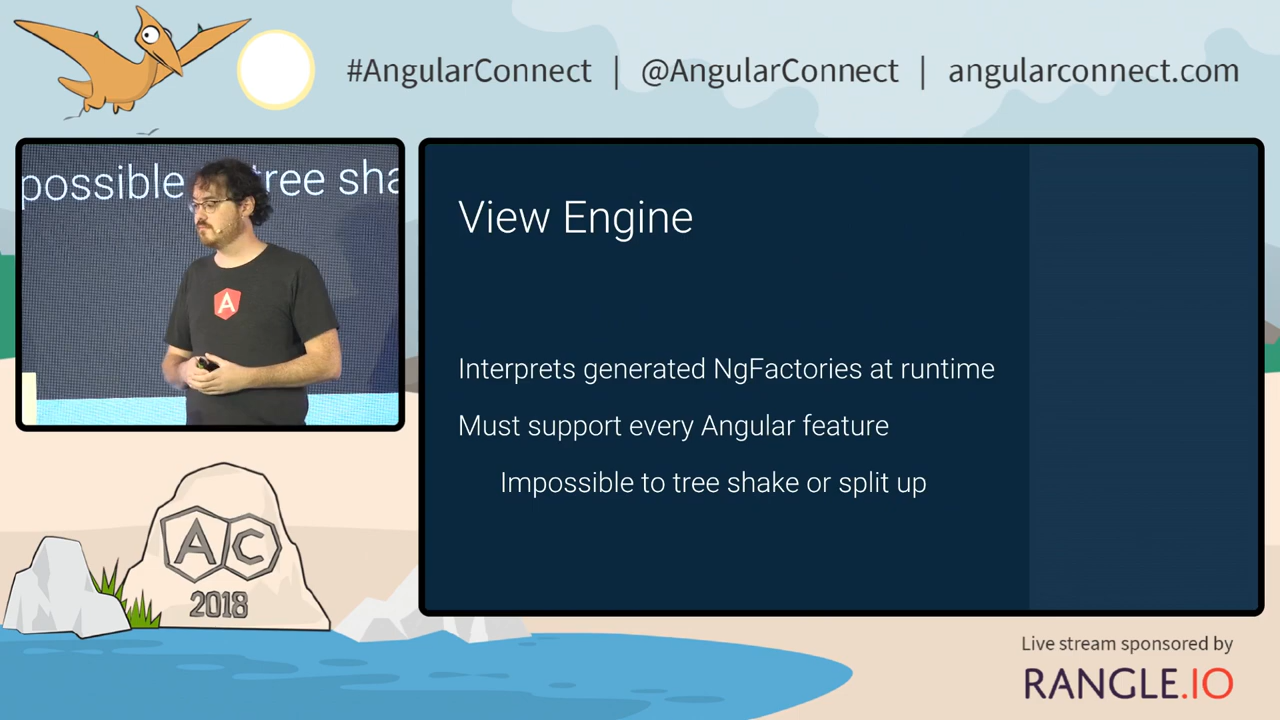 #AngularConnect | @AngularConnect | angularconnect.com
possible tree sha
A
View Engine
Interprets generated NgFactories at runtime
Must support every Angular feature
Impossible to tree shake or split up
AC
2018
Live stream sponsored by
RANGLE.IO